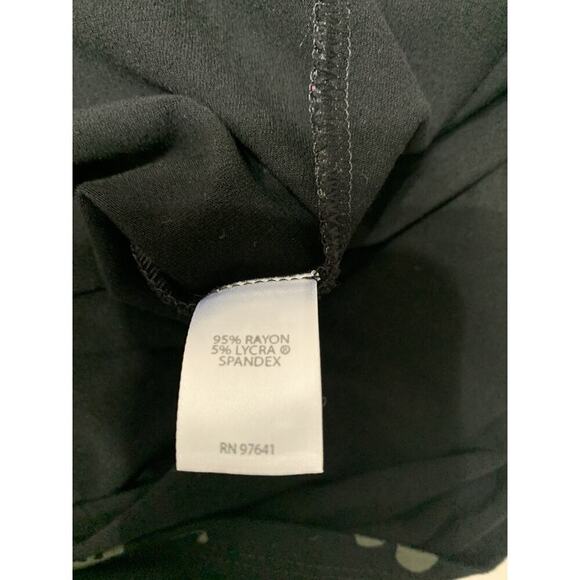 95% RAYON
5% LYCRA ®
SPANDEX
RN 97641